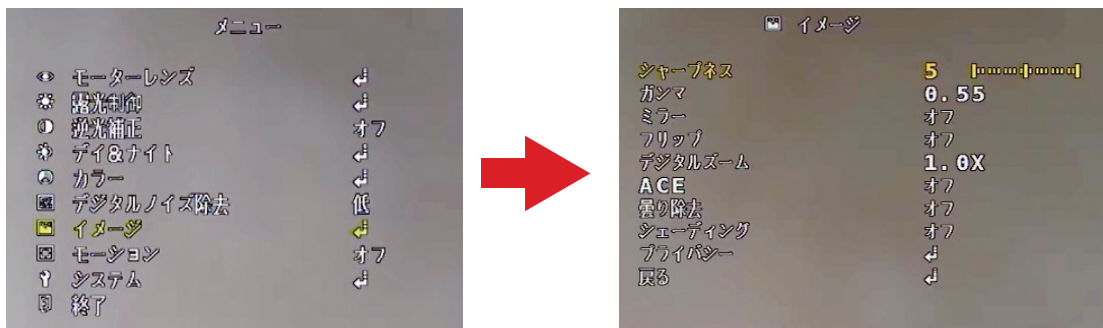 メニュー
モーターレンズ
露光制御
逆光補正 オフ
デイ&ナイト
カラー
デジタルノイズ除去 低
イメージ
モーション オフ
システム
終了
イメージ
シャープネス 5
ガンマ 0.55
ミラー オフ
フリップ オフ
デジタルズーム 1.0X
ACE オフ
曇り除去 オフ
シェーディング オフ
プライバシー
戻る